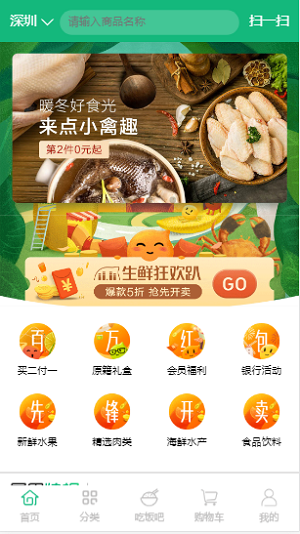 深圳 请输入商品名称 扫一扫
暖冬好食光
来点小禽趣
第2件0元起
生鲜狂欢趴
爆款5折 抢先开卖
GO
百 万 红 包
买二付一 原箱礼盒 会员福利 银行活动
先 锋 开 卖
新鲜水果 精选肉类 海鲜水产 食品饮料
首页 分类 吃饭吧 购物车 我的